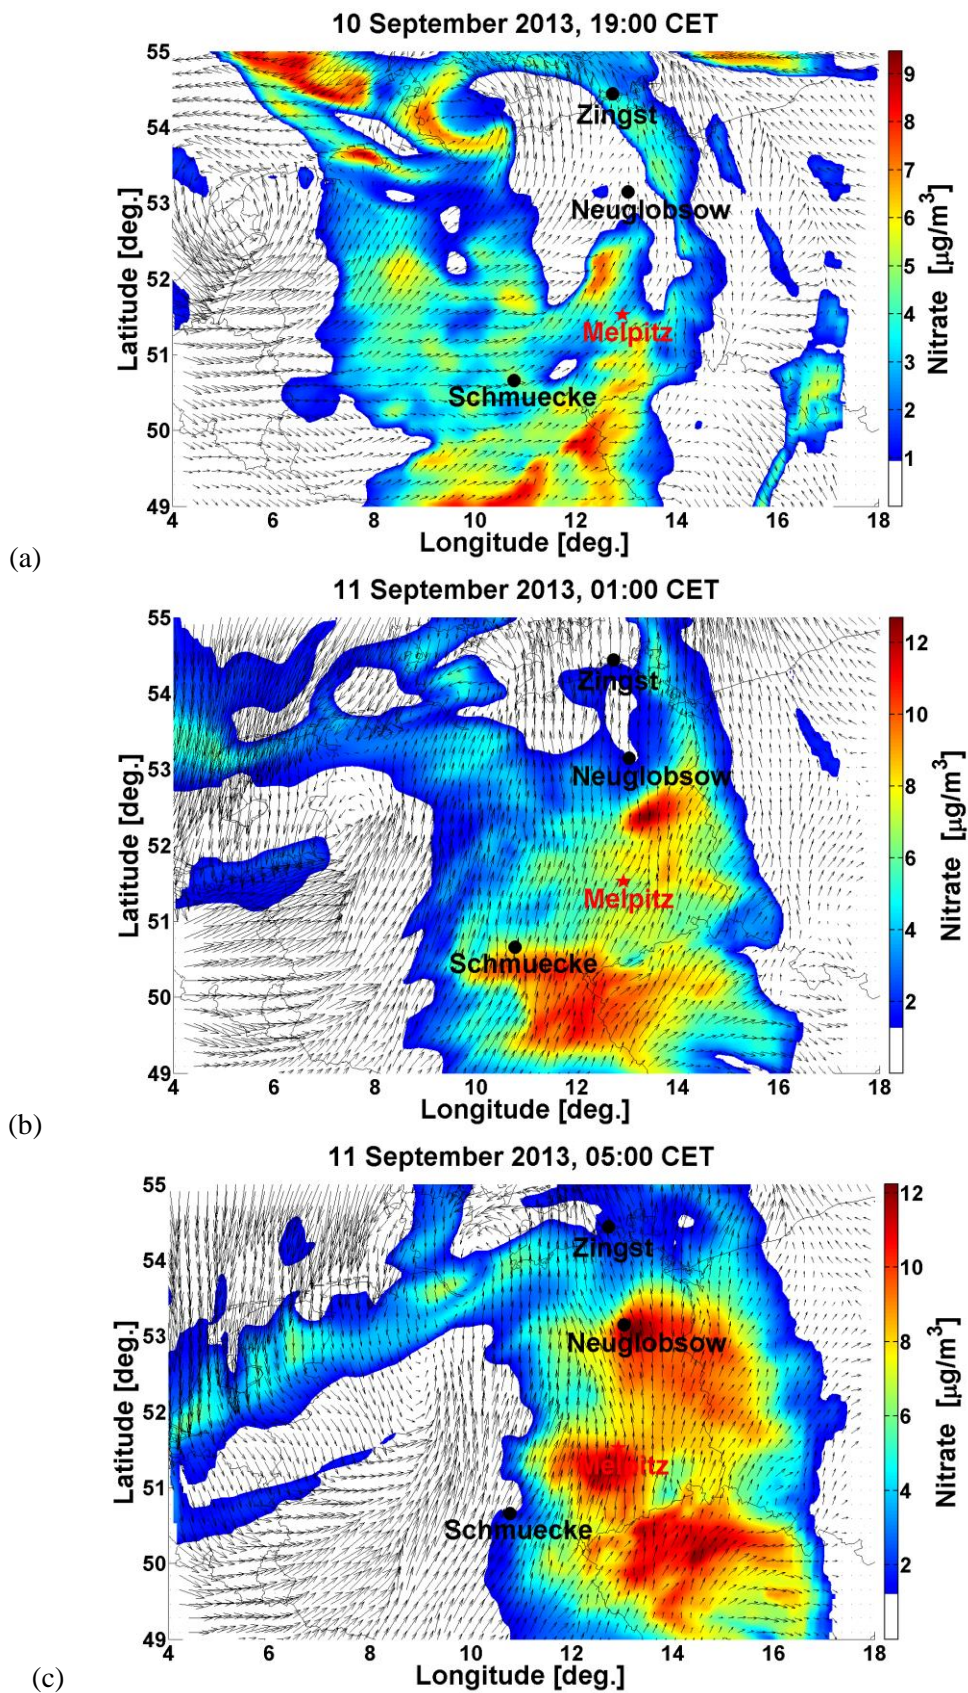 10 September 2013, 19:00 CET
55
54
53
52
51
50
49
Latitude [deg.]
Zingst
Neuglobsow
Melpitz
Schmuecke
4 6 8 10 12 14 16 18
Longitude [deg.]
9
8
7
6
5
4
3
2
1
Nitrate [µg/m³]
(a)
11 September 2013, 01:00 CET
55
54
53
52
51
50
49
Latitude [deg.]
Zingst
Neuglobsow
Melpitz
Schmuecke
4 6 8 10 12 14 16 18
Longitude [deg.]
12
10
8
6
4
2
Nitrate [µg/m³]
(b)
11 September 2013, 05:00 CET
55
54
53
52
51
50
49
Latitude [deg.]
Zingst
Neuglobsow
Melpitz
Schmuecke
4 6 8 10 12 14 16 18
Longitude [deg.]
12
10
8
6
4
2
Nitrate [µg/m³]
(c)